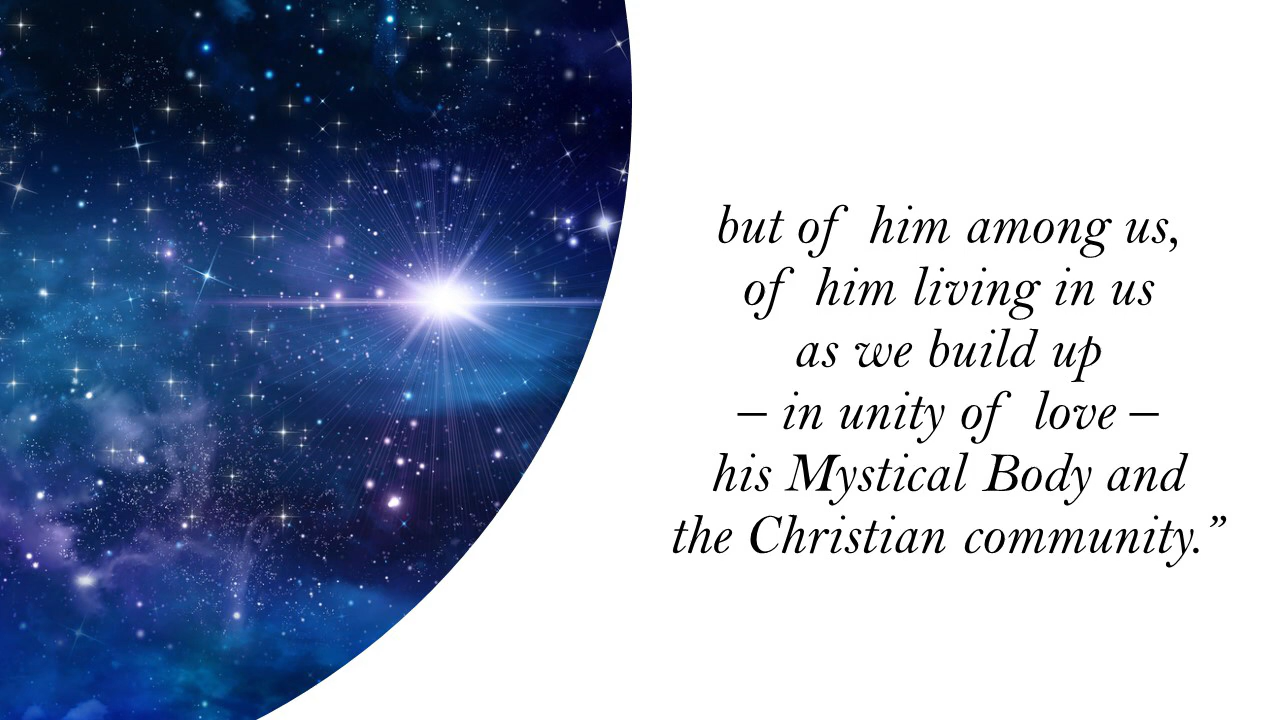 but of him among us,
of him living in us
as we build up
– in unity of love –
his Mystical Body and
the Christian community.”